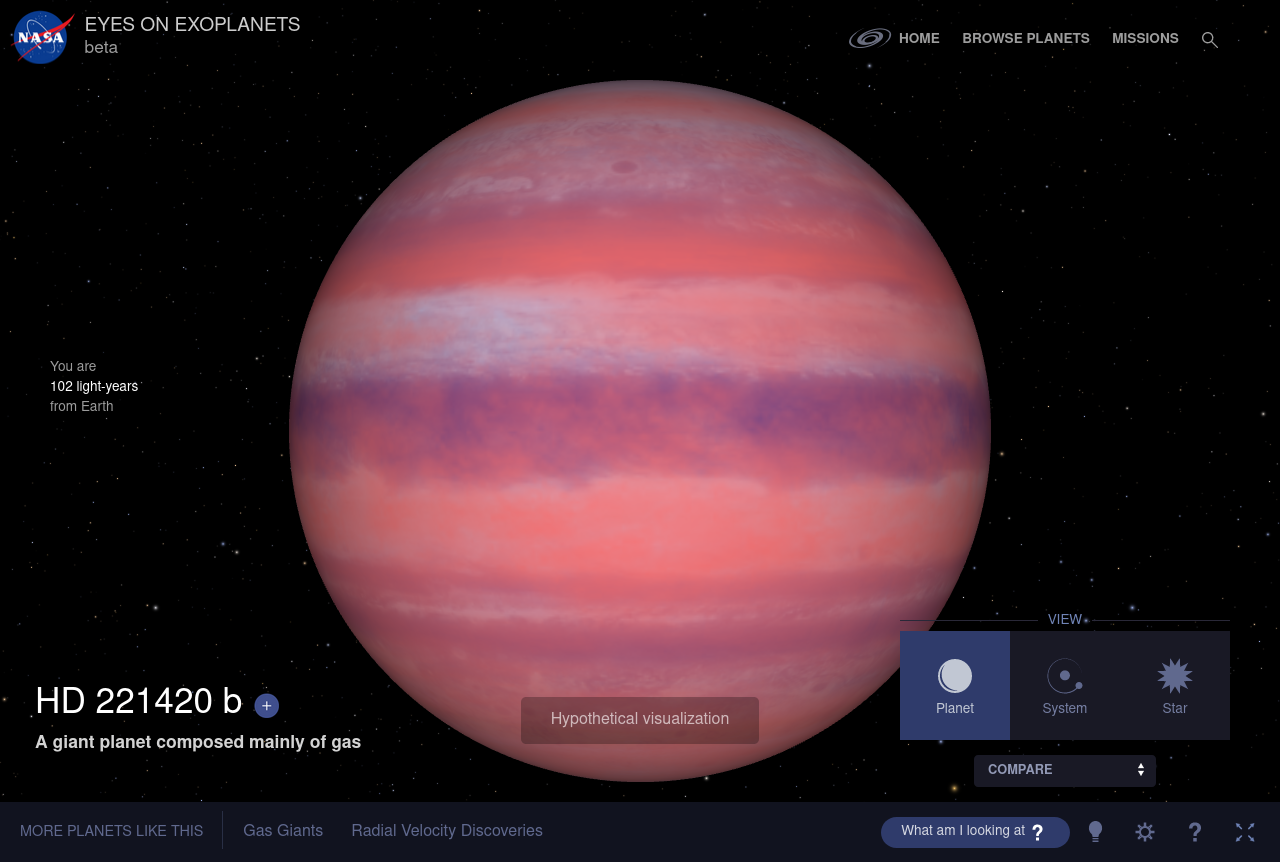 NASA
EYES ON EXOPLANETS
beta
HOME
BROWSE PLANETS
MISSIONS
You are
102 light-years
from Earth
VIEW
Planet
System
Star
HD 221420 b +
A giant planet composed mainly of gas
Hypothetical visualization
COMPARE
MORE PLANETS LIKE THIS
Gas Giants
Radial Velocity Discoveries
What am I looking at ?
?